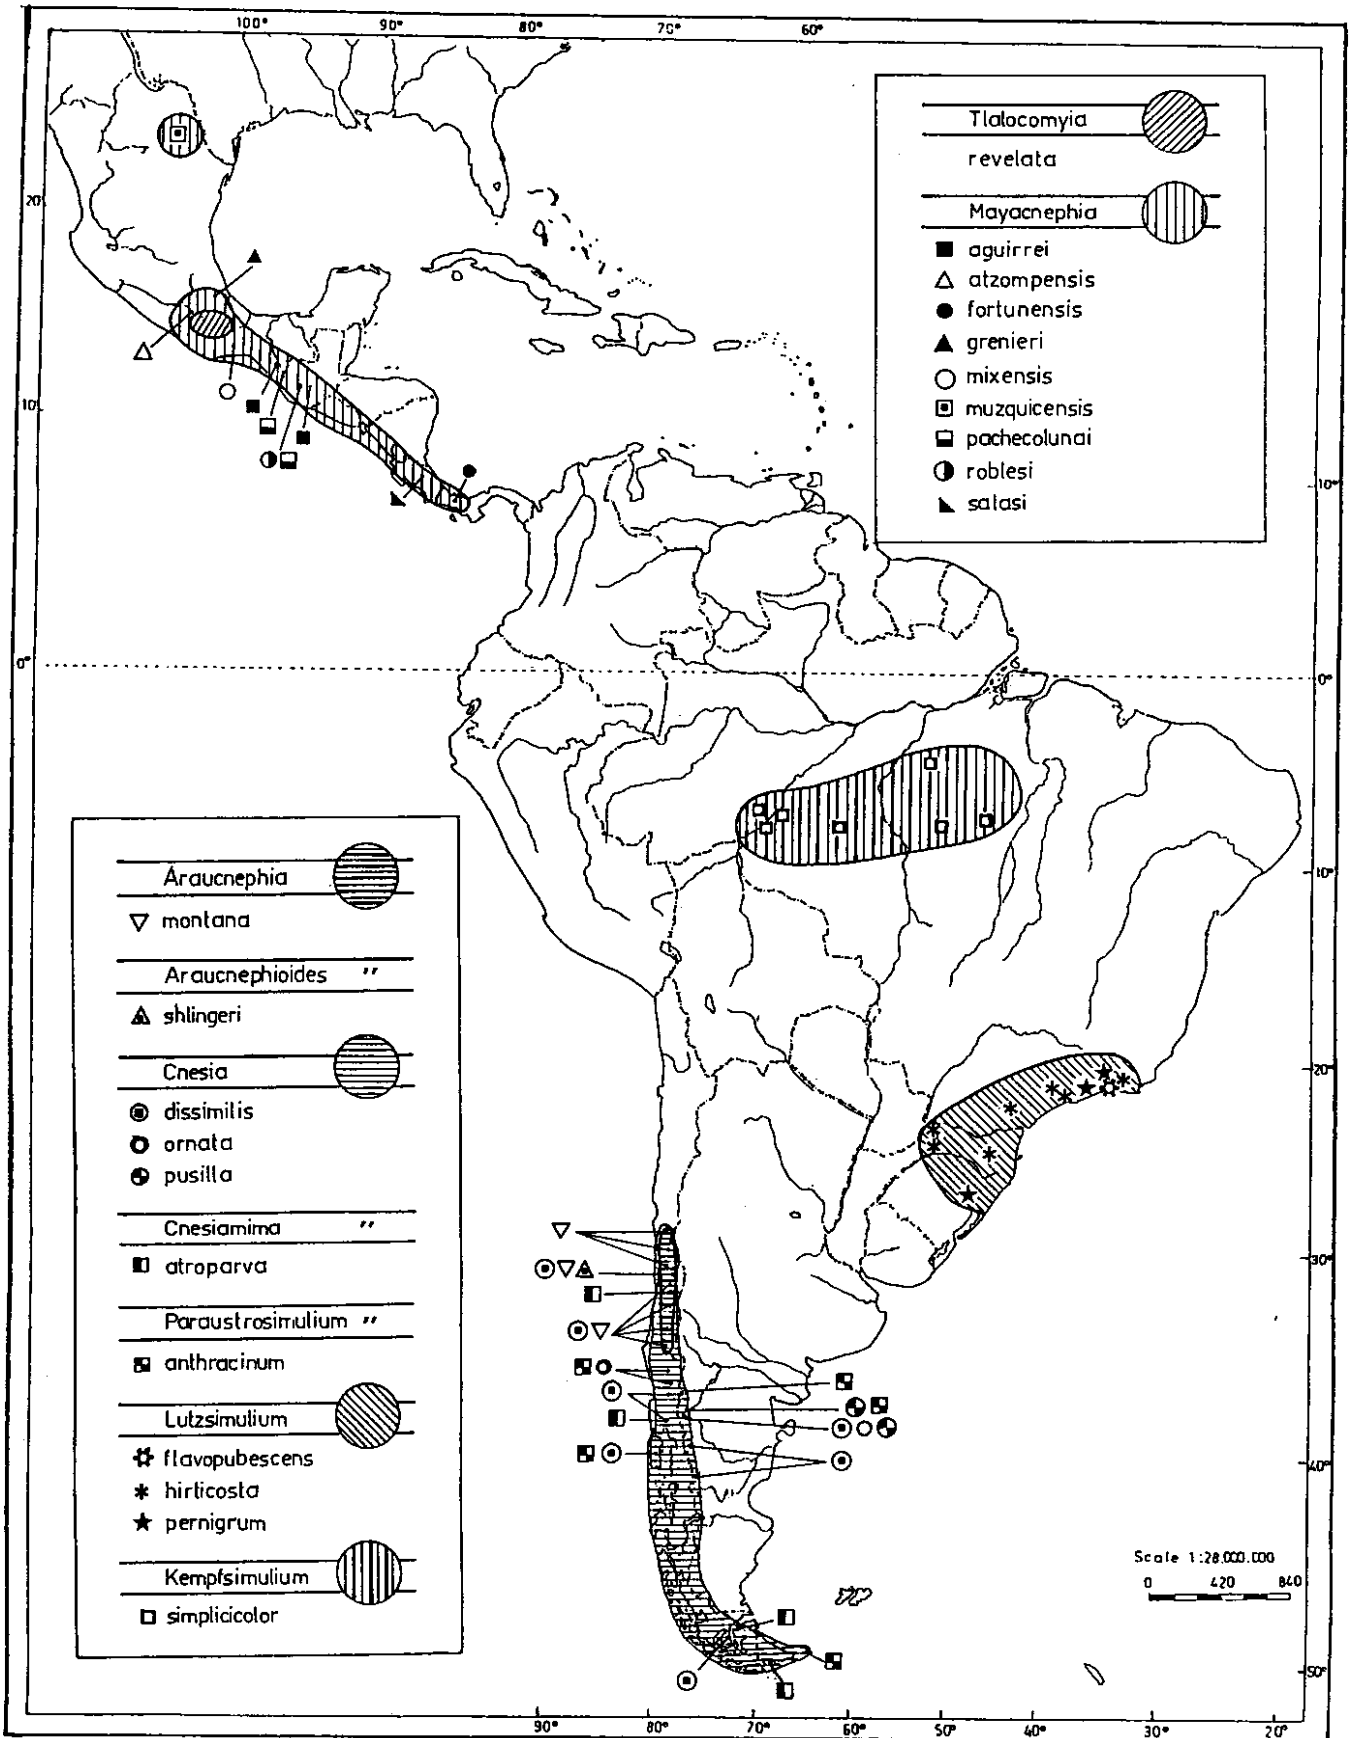 100° 90° 80° 70° 60°
Tlalocomyia
revelata
Mayacnephia
aguirrei
atzompensis
fortunensis
grenieri
mixensis
muzquicensis
pachecolunai
roblesi
salasi
20°
10°
10°
0°
0°
Araucnephia
montana
Araucnephioides "
shlingeri
Cnesia
dissimilis
ornata
pusilla
Cnesiamima "
atroparva
Paraustrosimulium "
anthracinum
Lutzsimulium
flavopubescens
hirticosta
pernigrum
Kempfsimulium
simplicicolor
10°
20°
30°
40°
50°
Scale 1:28.000.000
0 420 840
90° 80° 70° 60° 50° 40° 30° 20°